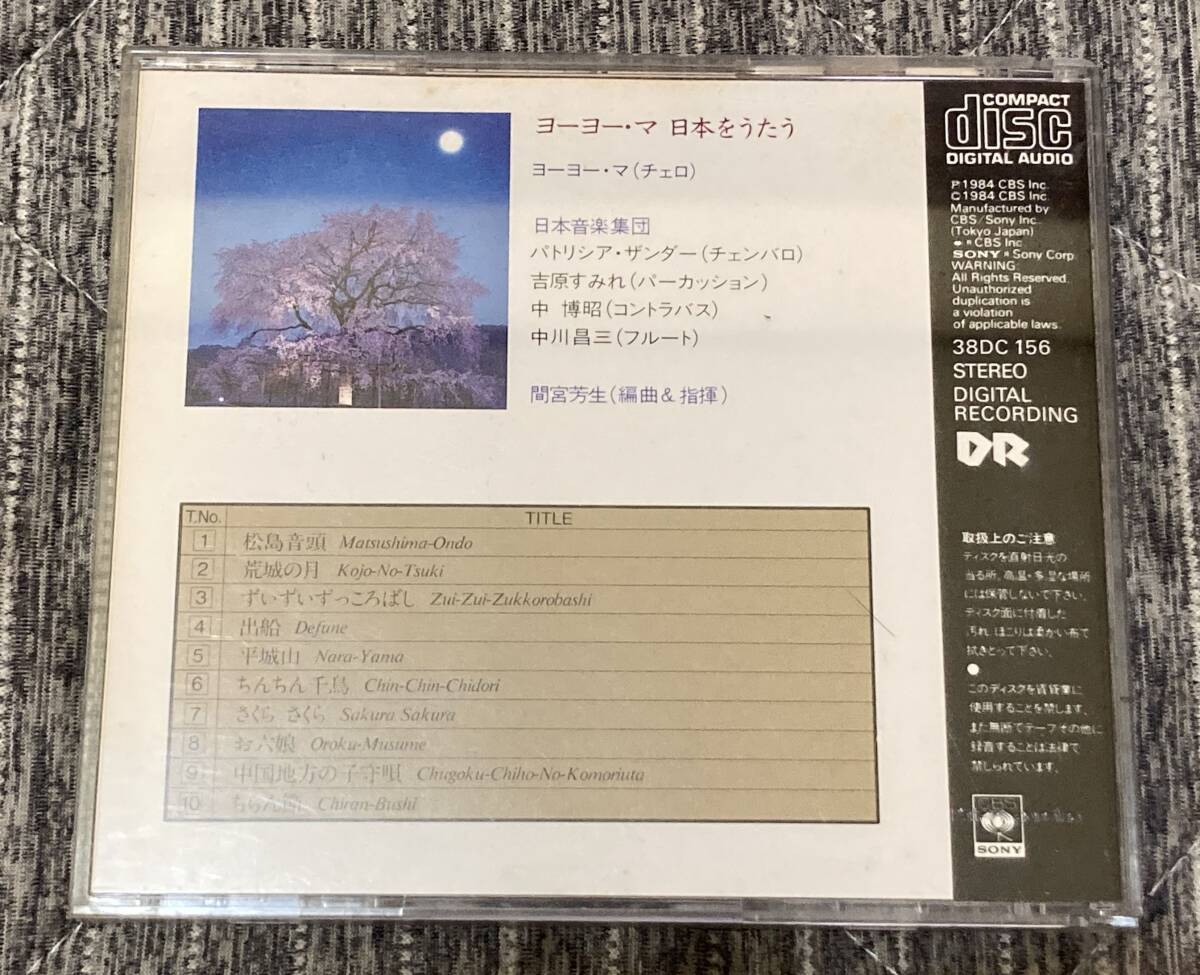 ヨーヨー・マ 日本をうたう
ヨーヨー・マ(チェロ)
日本音楽集団
パトリシア・ザンダー(チェンバロ)
吉原すみれ(パーカッション)
中 博昭(コントラバス)
中川昌三(フルート)
間宮芳生(編曲&指揮)
T.No. TITLE
1 松島音頭 Matsushima-Ondo
2 荒城の月 Kojo-No-Tsuki
3 ずいずいずっころばし Zui-Zui-Zukkorobashi
4 出船 Defune
5 平城山 Nara-Yama
6 ちんちん千鳥 Chin-Chin-Chidori
7 さくら さくら Sakura Sakura
8 お六娘 Oroku-Musume
9 中国地方の子守唄 Chugoku-Chiho-No-Komoriuta
10 ちらん節 Chiran-Bushi
COMPACT
disc
DIGITAL AUDIO
℗1984 CBS Inc.
©1984 CBS Inc.
Manufactured by
CBS/Sony Inc.
(Tokyo Japan)
® CBS Inc.
SONY ® Sony Corp.
WARNING:
All Rights Reserved.
Unauthorized
duplication is
a violation
of applicable laws.
38DC 156
STEREO
DIGITAL
RECORDING
DR
取扱上のご注意
ディスクを直射日光の
当る所、高温・多湿な場所
には保管しないで下さい。
ディスク面に付着した
汚れ、ほこりは柔かい布で
拭きとって下さい。
このディスクを賃貸業に
使用することを禁じます。
また無断でテープその他に
録音することは法律で
禁じられています。
CBS
SONY